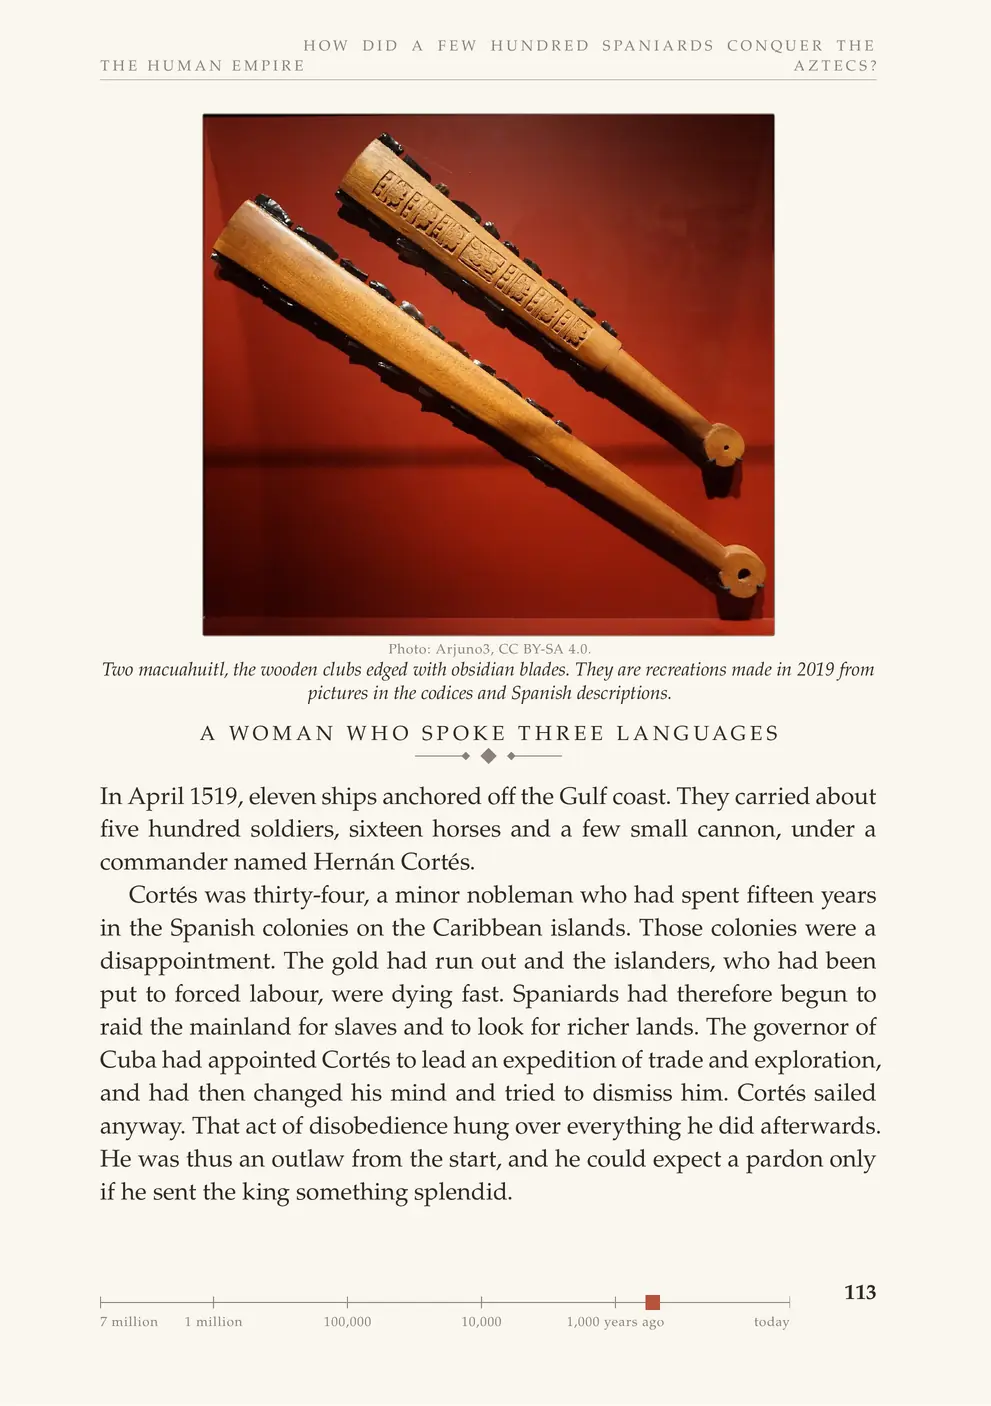 HOW DID A FEW HUNDRED SPANIARDS CONQUER THE
THE HUMAN EMPIRE AZTECS?
Photo: Arjuno3, CC BY-SA 4.0.
Two macuahuitl, the wooden clubs edged with obsidian blades. They are recreations made in 2019 from
pictures in the codices and Spanish descriptions.
A WOMAN WHO SPOKE THREE LANGUAGES
In April 1519, eleven ships anchored off the Gulf coast. They carried about
five hundred soldiers, sixteen horses and a few small cannon, under a
commander named Hernán Cortés.
Cortés was thirty-four, a minor nobleman who had spent fifteen years
in the Spanish colonies on the Caribbean islands. Those colonies were a
disappointment. The gold had run out and the islanders, who had been
put to forced labour, were dying fast. Spaniards had therefore begun to
raid the mainland for slaves and to look for richer lands. The governor of
Cuba had appointed Cortés to lead an expedition of trade and exploration,
and had then changed his mind and tried to dismiss him. Cortés sailed
anyway. That act of disobedience hung over everything he did afterwards.
He was thus an outlaw from the start, and he could expect a pardon only
if he sent the king something splendid.
113
7 million 1 million 100,000 10,000 1,000 years ago today